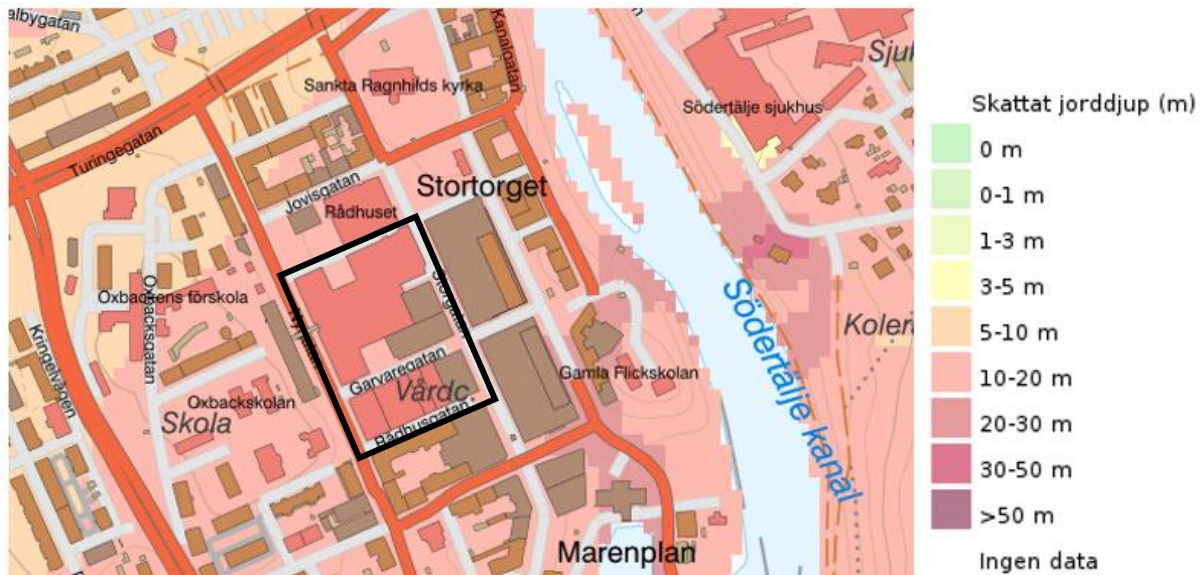 albygatan
Kanalgatan
Sjuk
Sankta Ragnhilds kyrka
Södertälje sjukhus
Turingegatan
Stortorget
Jovisgatan
Rådhuset
Storgatan
Oxbackens förskola
Oxbacksgatan
Nygatan
Kringelvägen
Södertälje kanal
Garvaregatan
Vårdc.
Gamla Flickskolan
Oxbackskolan
Skola
Rådhusgatan
Marenplan
Skattat jorddjup (m)
0 m
0-1 m
1-3 m
3-5 m
5-10 m
10-20 m
20-30 m
30-50 m
>50 m
Ingen data